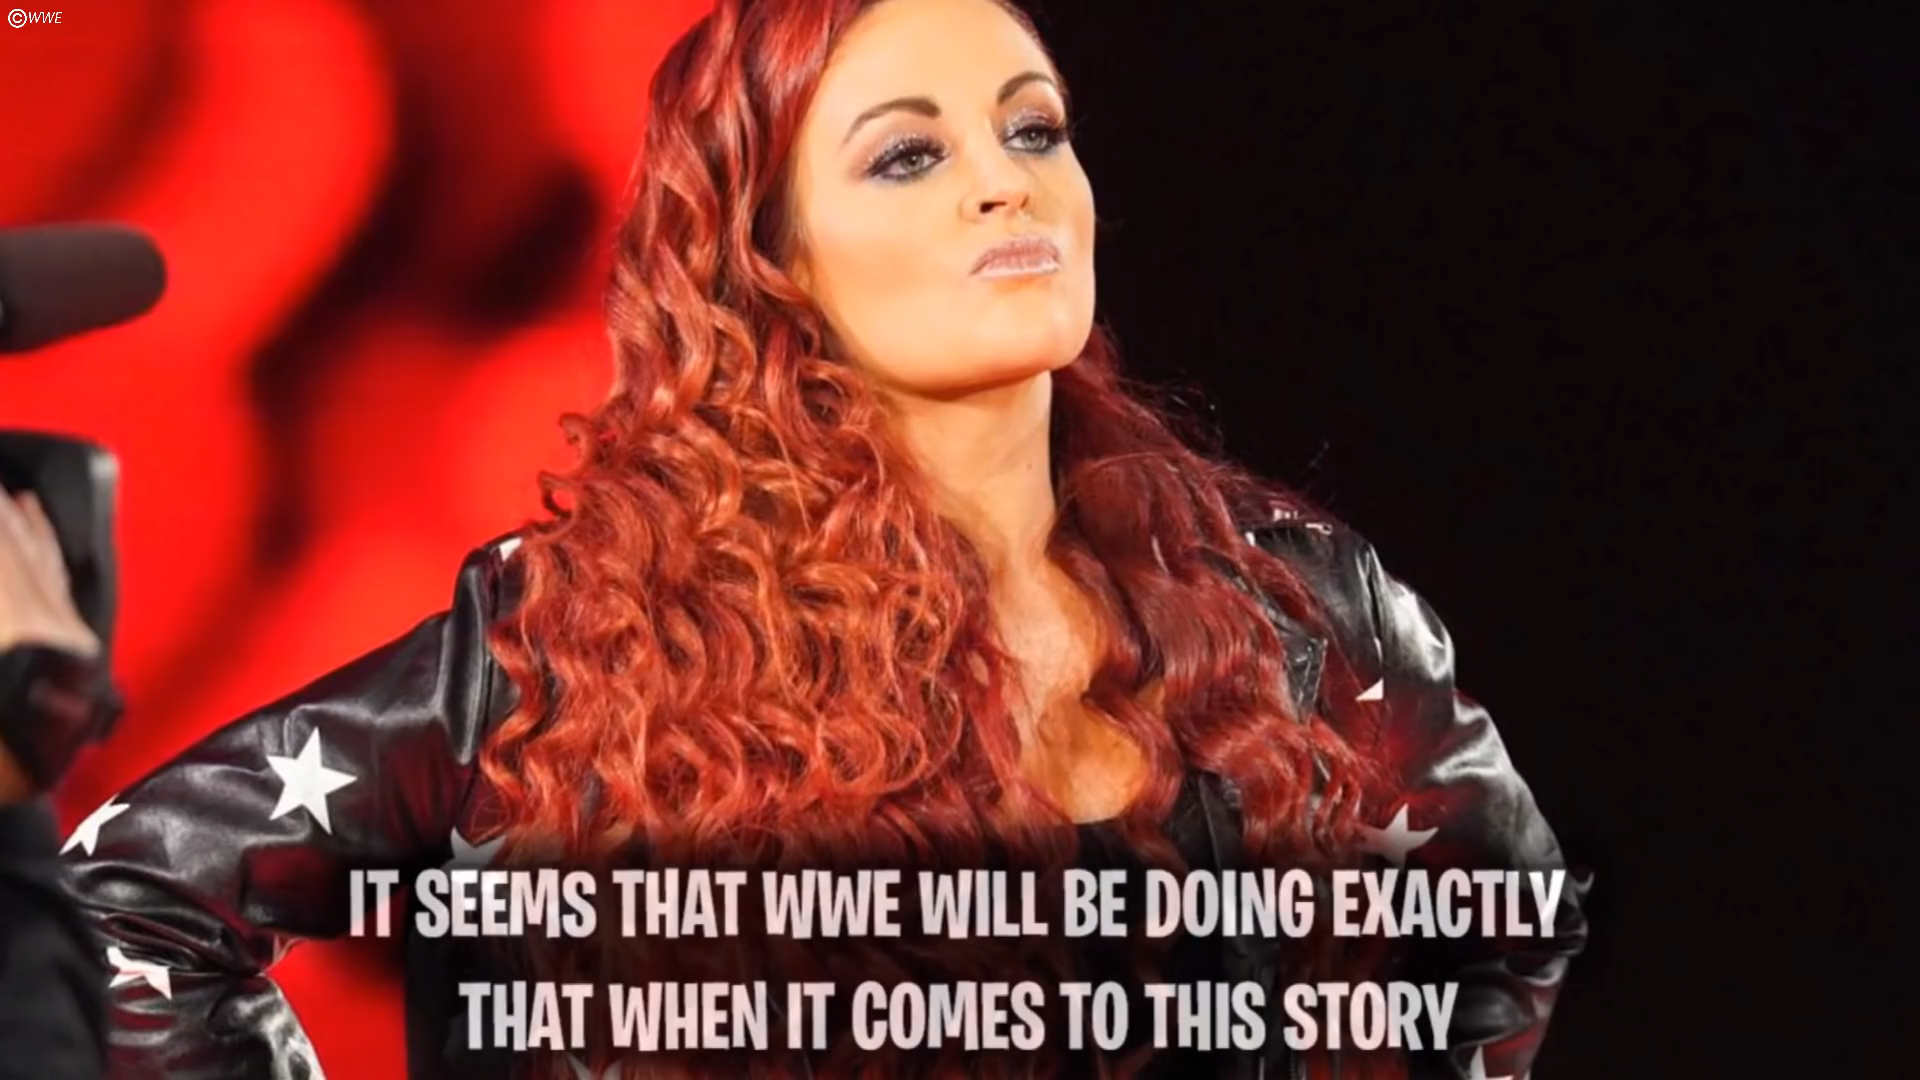 ©WWE
IT SEEMS THAT WWE WILL BE DOING EXACTLY
THAT WHEN IT COMES TO THIS STORY